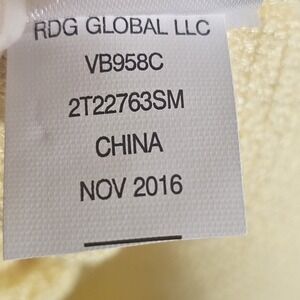 RDG GLOBAL LLC
VB958C
2T22763SM
CHINA
NOV 2016